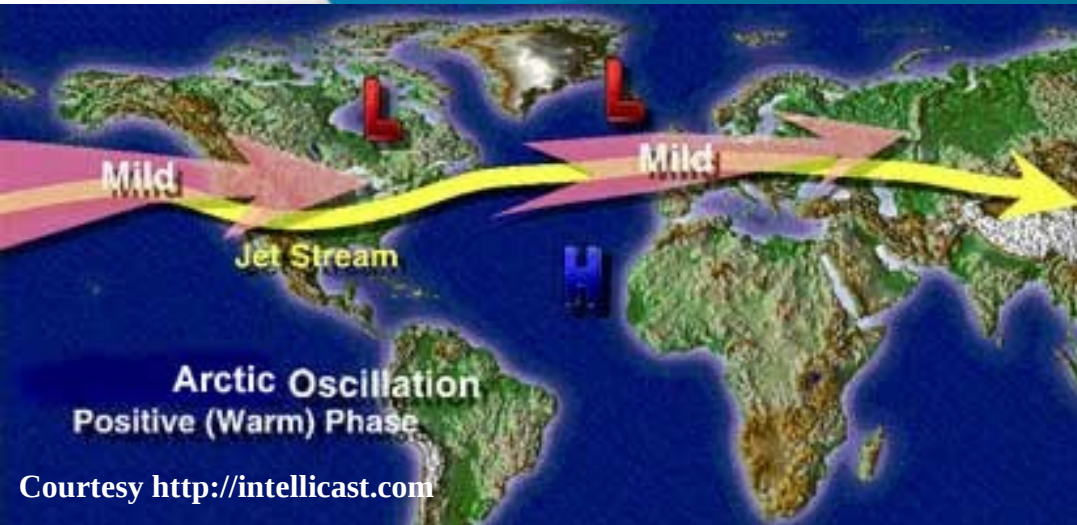 L
L
Mild
Mild
Jet Stream
H
Arctic Oscillation
Positive (Warm) Phase
Courtesy http://intellicast.com